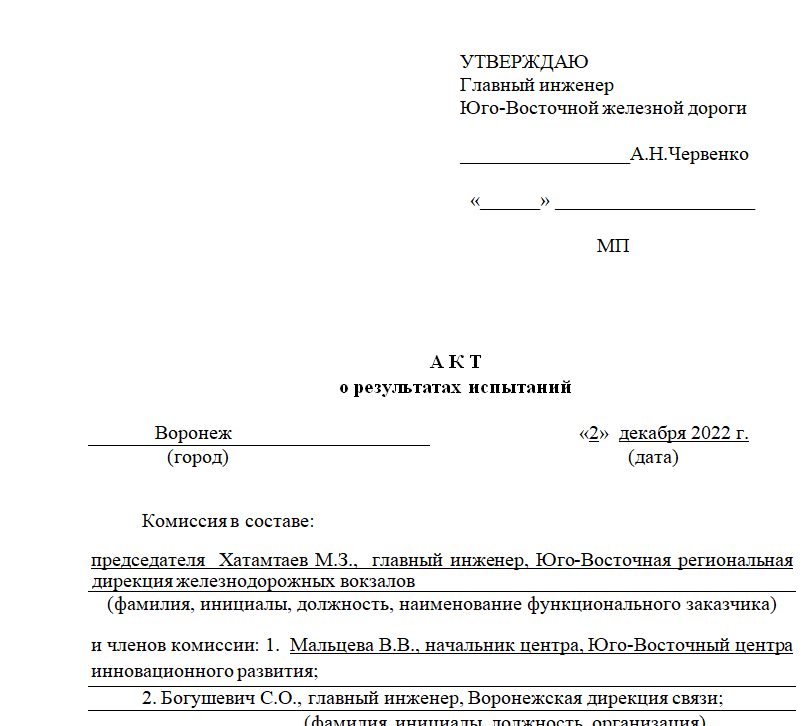 УТВЕРЖДАЮ
Главный инженер
Юго-Восточной железной дороги
_________________А.Н.Червенко
«______» ____________________
МП
А К Т
о результатах испытаний
Воронеж «2» декабря 2022 г.
(город) (дата)
Комиссия в составе:
председателя Хатамтаев М.З., главный инженер, Юго-Восточная региональная
дирекция железнодорожных вокзалов
(фамилия, инициалы, должность, наименование функционального заказчика)
и членов комиссии: 1. Мальцева В.В., начальник центра, Юго-Восточный центра
инновационного развития;
2. Богушевич С.О., главный инженер, Воронежская дирекция связи;
(фамилия, инициалы, должность, организация)